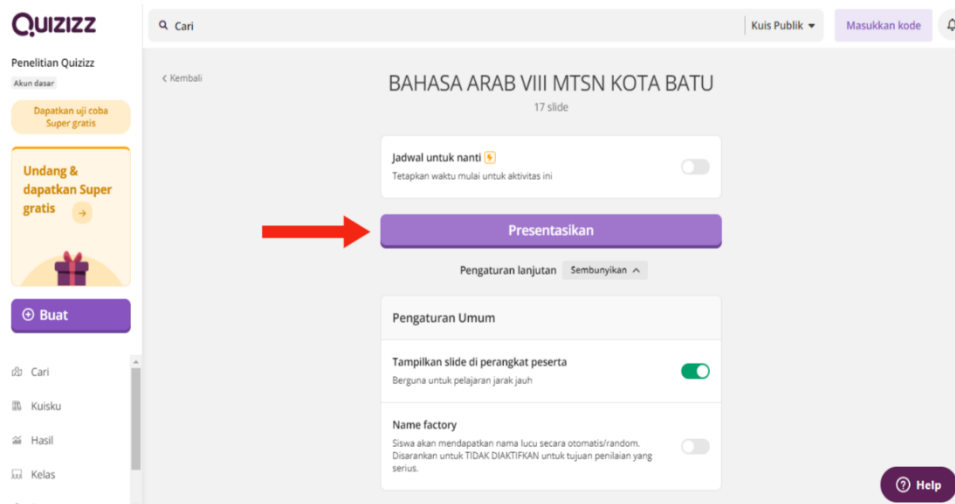 QUIZIZZ
Cari
Kuis Publik
Masukkan kode
Penelitian Quizizz
Akun dasar
Dapatkan uji coba
Super gratis
Undang &
dapatkan Super
gratis
Buat
Cari
Kuisku
Hasil
Kelas
< Kembali
BAHASA ARAB VIII MTSN KOTA BATU
17 slide
Jadwal untuk nanti
Tetapkan waktu mulai untuk aktivitas ini
Presentasikan
Pengaturan lanjutan Sembunyikan
Pengaturan Umum
Tampilkan slide di perangkat peserta
Berguna untuk pelajaran jarak jauh
Name factory
Siswa akan mendapatkan nama lucu secara otomatis/random.
Disarankan untuk TIDAK DIAKTIFKAN untuk tujuan penilaian yang
serius.
Help